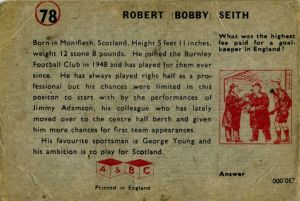 78
ROBERT (BOBBY) SEITH
Born in Monifieth, Scotland. Height 5 feet 11 inches,
weight 12 stone 8 pounds. He joined the Burnley
Football Club in 1948 and has played for them ever
since. He has always played right half as a pro-
fessional but his chances were limited in this
positon to start with by the performances of
Jimmy Adamson, his colleague who has lately
moved over to the centre half berth and given
him more chances for first team appearances.
His favourite sportsman is George Young and
his ambition is to play for Scotland.
A & BC
Printed in England
What was the highest
fee paid for a goal-
keeper in England?
Answer